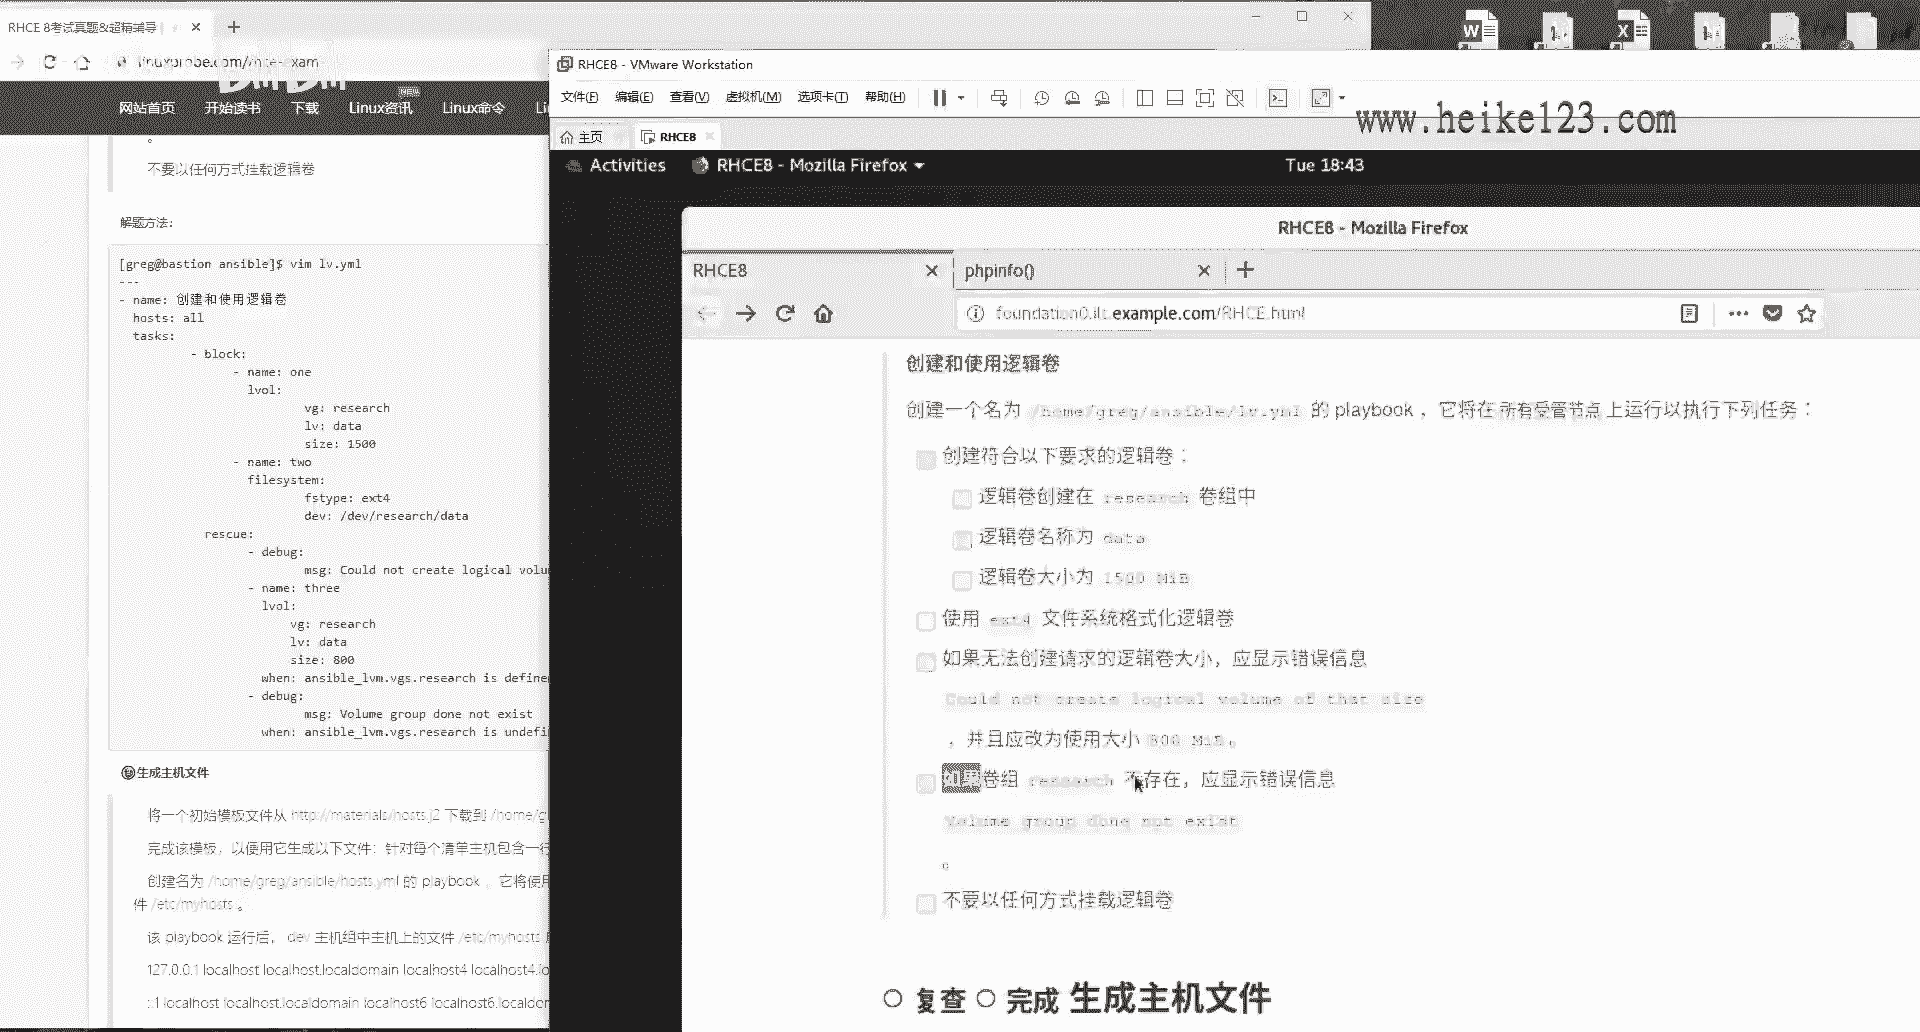 RHCE 8考试真题&超精辅导
linuxprobe.com/rhce-exam
网站首页 开始读书 下载 Linux资讯 NEW Linux命令 Li
。
不要以任何方式挂载逻辑卷
解题方法:
[greg@bastion ansible]$ vim lv.yml
---
- name: 创建和使用逻辑卷
hosts: all
tasks:
- block:
- name: one
lvol:
vg: research
lv: data
size: 1500
- name: two
filesystem:
fstype: ext4
dev: /dev/research/data
rescue:
- debug:
msg: Could not create logical volu
- name: three
lvol:
vg: research
lv: data
size: 800
when: ansible_lvm.vgs.research is define
- debug:
msg: Volume group done not exist
when: ansible_lvm.vgs.research is undefi
生成主机文件
将一个初始模板文件从 http://materials/hosts.j2 下载到 /home/g
完成该模板，以便用它生成以下文件：针对每个清单主机包含一行
创建名为 /home/greg/ansible/hosts.yml 的 playbook ，它将使用
件 /etc/myhosts 。
该 playbook 运行后， dev 主机组中主机上的文件 /etc/myhosts
127.0.0.1 localhost localhost.localdomain localhost4 localhost4.lo
::1 localhost localhost.localdomain localhost6 localhost6.localdo
RHCE8 - VMware Workstation
文件(F) 编辑(E) 查看(V) 虚拟机(M) 选项卡(T) 帮助(H)
www.heike123.com
主页 RHCE8
Activities RHCE8 - Mozilla Firefox Tue 18:43
RHCE8 - Mozilla Firefox
RHCE8 phpinfo()
foundation0.ilt.example.com/RHCE.html
创建和使用逻辑卷
创建一个名为 /home/greg/ansible/lv.yml 的 playbook ，它将在 所有受管节点 上运行以执行下列任务：
创建符合以下要求的逻辑卷：
逻辑卷创建在 research 卷组中
逻辑卷名称为 data
逻辑卷大小为 1500 MiB
使用 ext4 文件系统格式化逻辑卷
如果无法创建请求的逻辑卷大小，应显示错误信息
Could not create logical volume of that size
，并且应改为使用大小 800 MiB。
如果卷组 research 不存在，应显示错误信息
Volume group done not exist
。
不要以任何方式挂载逻辑卷
复查 完成 生成主机文件